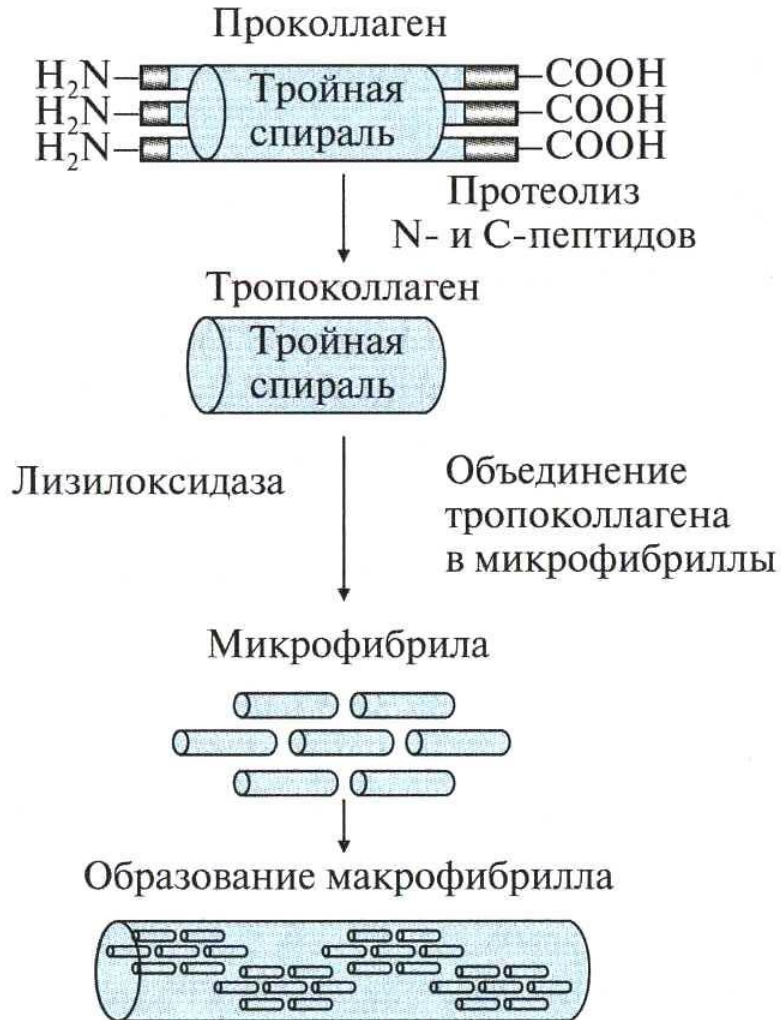 Проколлаген
H₂N– Тройная –COOH
H₂N– спираль –COOH
H₂N– –COOH
Протеолиз
N- и C-пептидов
Тропоколлаген
Тройная
спираль
Лизилоксидаза
Объединение
тропоколлагена
в микрофибриллы
Микрофибрила
Образование макрофибрилла